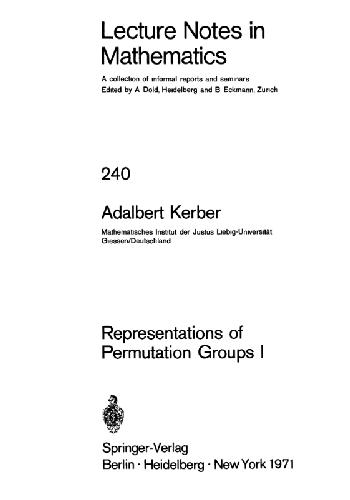 Lecture Notes in
Mathematics
A collection of informal reports and seminars
Edited by A. Dold, Heidelberg and B. Eckmann, Zürich
240
Adalbert Kerber
Mathematisches Institut der Justus Liebig-Universität
Giessen/Deutschland
Representations of
Permutation Groups I
Springer-Verlag
Berlin · Heidelberg · New York 1971